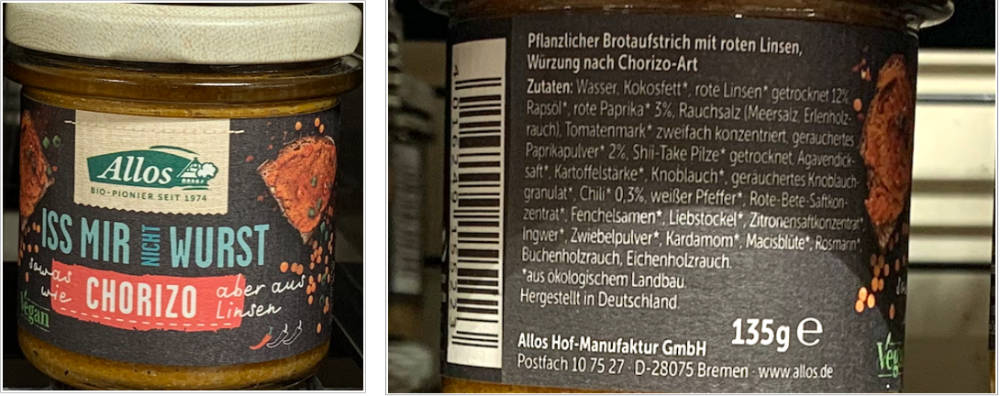 Allos
BIO-PIONIER SEIT 1974
ISS MIR NICHT WURST
sowas wie CHORIZO aber aus Linsen
Vegan
Pflanzlicher Brotaufstrich mit roten Linsen,
Würzung nach Chorizo-Art
Zutaten: Wasser, Kokosfett*, rote Linsen* getrocknet 12%,
Rapsöl*, rote Paprika* 3%, Rauchsalz (Meersalz, Erlenholz-
rauch), Tomatenmark* zweifach konzentriert, geräuchertes
Paprikapulver* 2%, Shii-Take Pilze* getrocknet, Agavendick-
saft*, Kartoffelstärke*, Knoblauch*, geräuchertes Knoblauch-
granulat*, Chili* 0,3%, weißer Pfeffer*, Rote-Bete-Saftkon-
zentrat*, Fenchelsamen*, Liebstöckel*, Zitronensaftkonzentrat*,
Ingwer*, Zwiebelpulver*, Kardamom*, Macisblüte*, Rosmarin*,
Buchenholzrauch, Eichenholzrauch.
*aus ökologischem Landbau.
Hergestellt in Deutschland.
135g e
Allos Hof-Manufaktur GmbH
Postfach 10 75 27 · D-28075 Bremen · www.allos.de